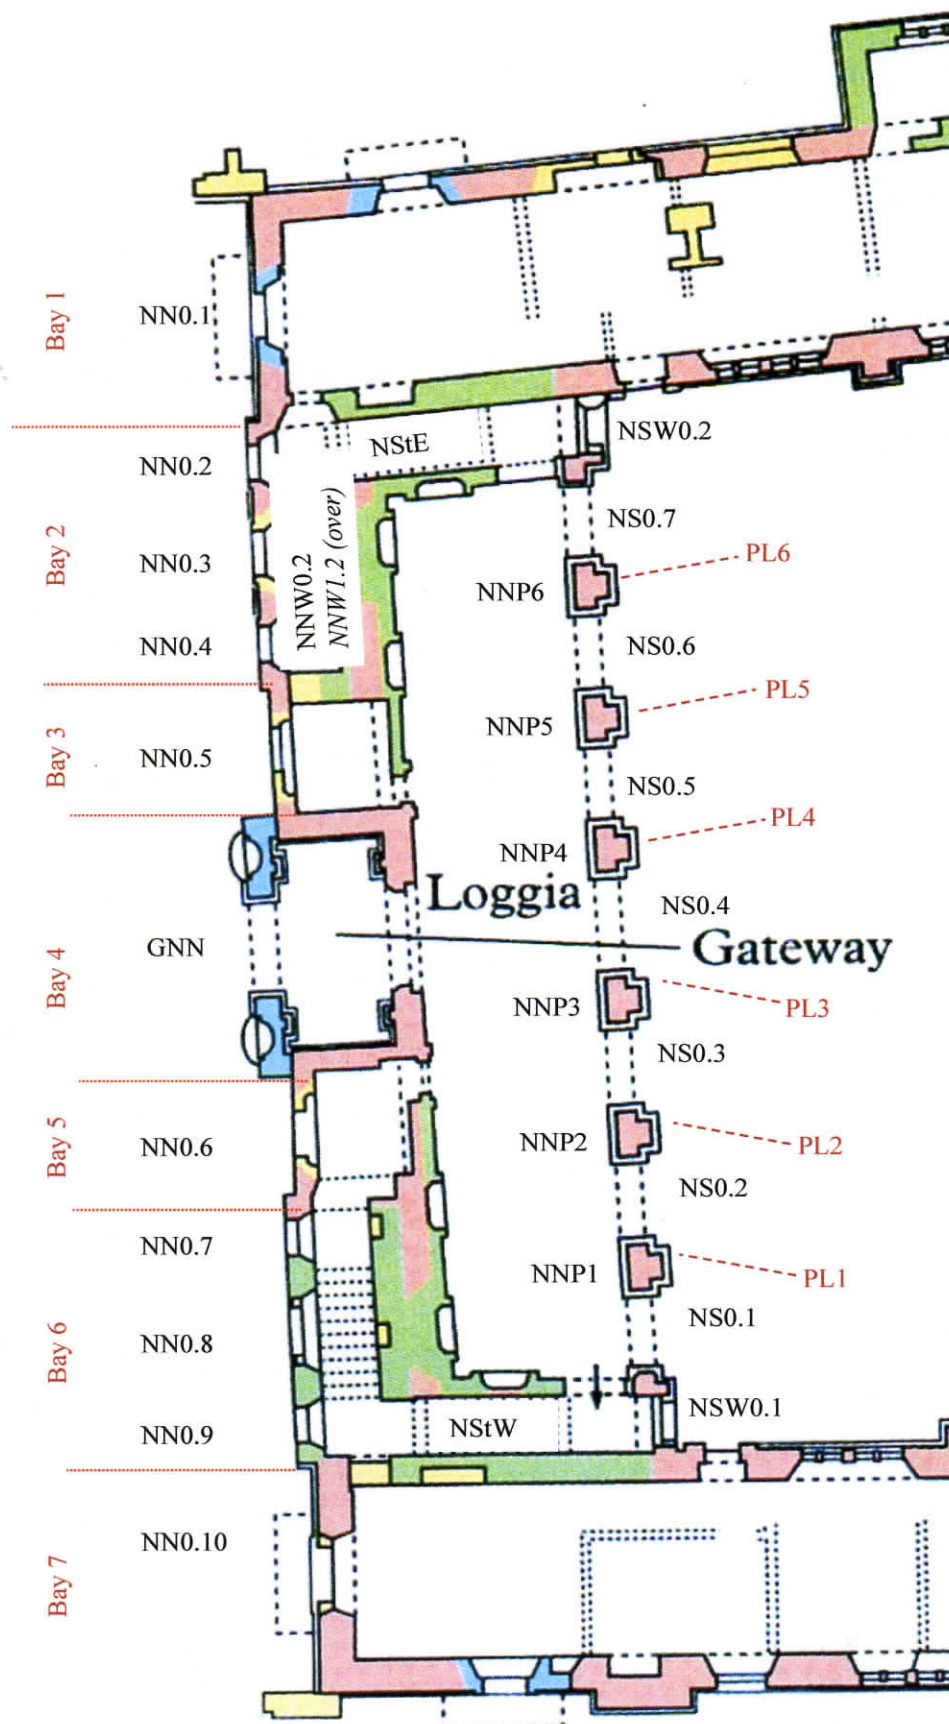 Bay 1
NN0.1
NSW0.2
NStE
NN0.2
NS0.7
Bay 2
NN0.3
NNW0.2
NNW1.2 (over)
NNP6
PL6
NN0.4
NS0.6
PL5
NNP5
Bay 3
NN0.5
NS0.5
PL4
NNP4
Loggia
NS0.4
Bay 4
GNN
Gateway
NNP3
PL3
NS0.3
Bay 5
NN0.6
NNP2
PL2
NS0.2
NN0.7
NNP1
PL1
NS0.1
Bay 6
NN0.8
NSW0.1
NN0.9
NStW
NN0.10
Bay 7